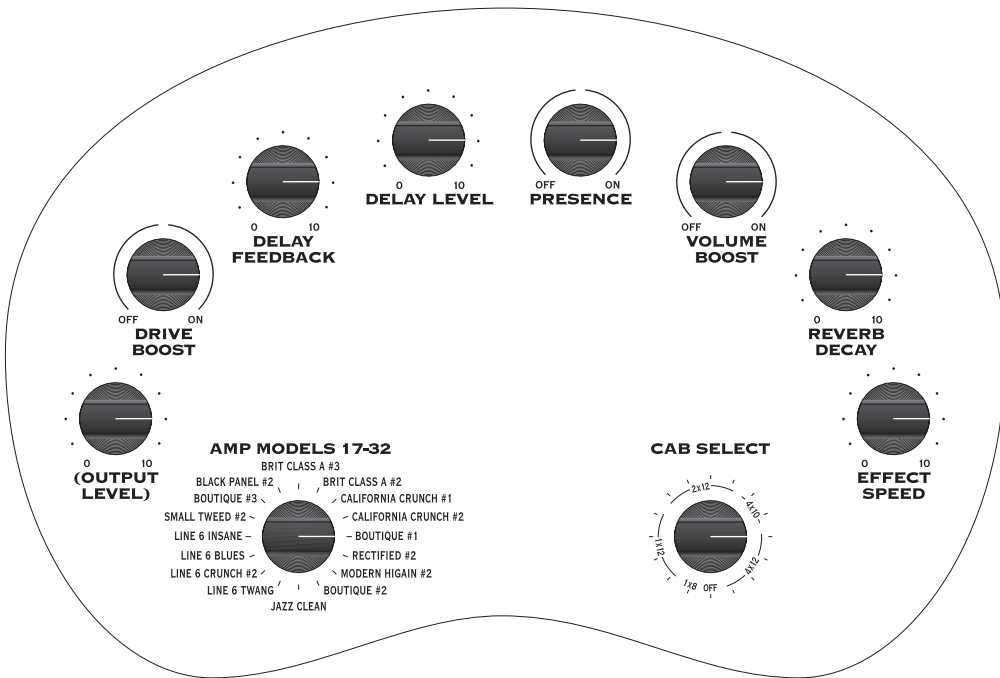 0 10
DELAY LEVEL
OFF ON
PRESENCE
0 10
DELAY
FEEDBACK
OFF ON
VOLUME
BOOST
OFF ON
DRIVE
BOOST
0 10
REVERB
DECAY
0 10
(OUTPUT
LEVEL)
0 10
EFFECT
SPEED
AMP MODELS 17-32
BRIT CLASS A #3
BLACK PANEL #2
BRIT CLASS A #2
BOUTIQUE #3
CALIFORNIA CRUNCH #1
SMALL TWEED #2
CALIFORNIA CRUNCH #2
LINE 6 INSANE
BOUTIQUE #1
LINE 6 BLUES
RECTIFIED #2
LINE 6 CRUNCH #2
MODERN HIGAIN #2
LINE 6 TWANG
BOUTIQUE #2
JAZZ CLEAN
CAB SELECT
2x12
4x10
1x12
4x12
1x8 OFF